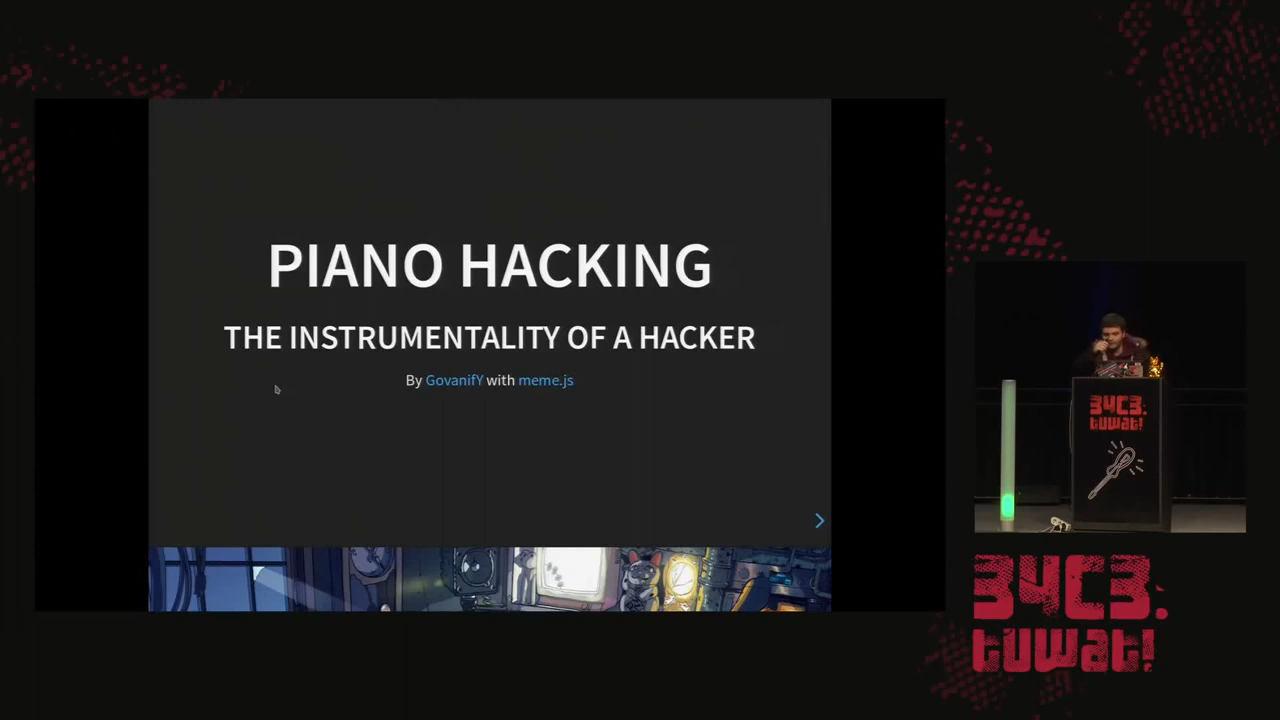 PIANO HACKING
THE INSTRUMENTALITY OF A HACKER
By GovanifY with meme.js
34C3.
tuwat!
34C3.
tuwat!